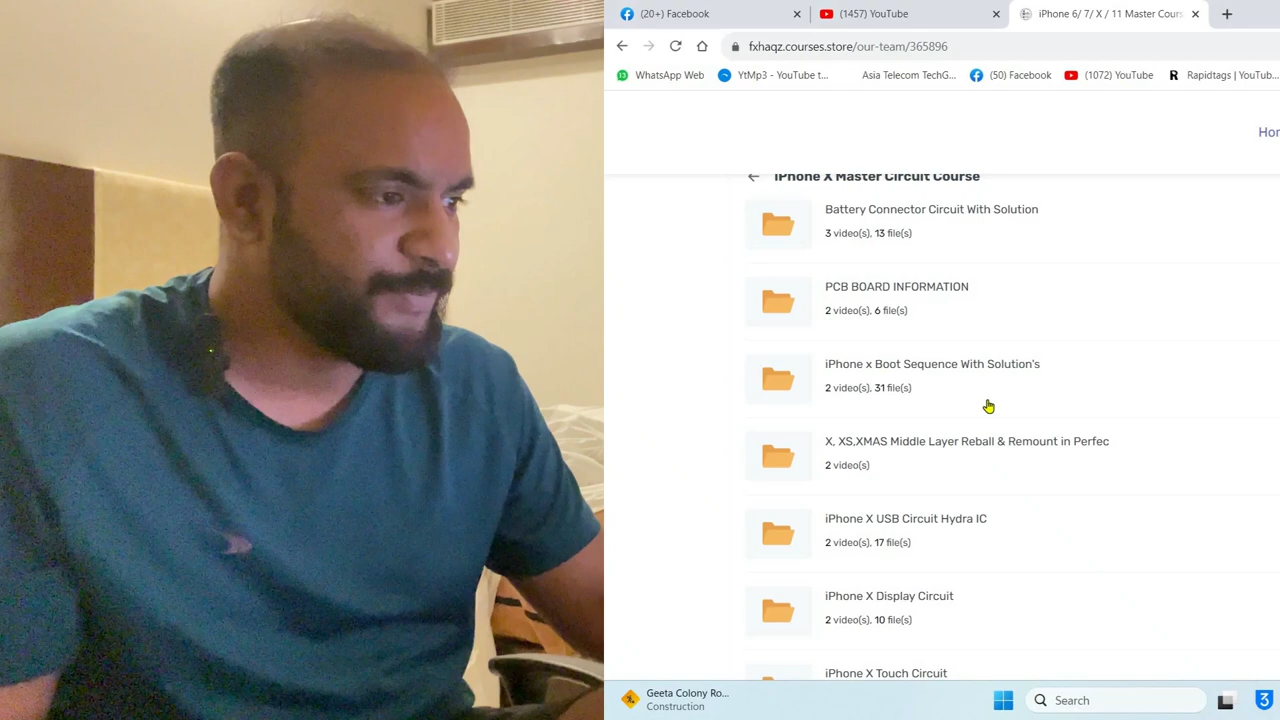 (20+) Facebook
(1457) YouTube
iPhone 6/ 7/ X / 11 Master Cours
fxhaqz.courses.store/our-team/365896
WhatsApp Web
YtMp3 - YouTube t...
Asia Telecom TechG...
(50) Facebook
(1072) YouTube
R Rapidtags | YouTub...
Hor
iPhone X Master Circuit Course
Battery Connector Circuit With Solution
3 video(s), 13 file(s)
PCB BOARD INFORMATION
2 video(s), 6 file(s)
iPhone x Boot Sequence With Solution's
2 video(s), 31 file(s)
X, XS,XMAS Middle Layer Reball & Remount in Perfec
2 video(s)
iPhone X USB Circuit Hydra IC
2 video(s), 17 file(s)
iPhone X Display Circuit
2 video(s), 10 file(s)
iPhone X Touch Circuit
Geeta Colony Ro...
Construction
Search
3